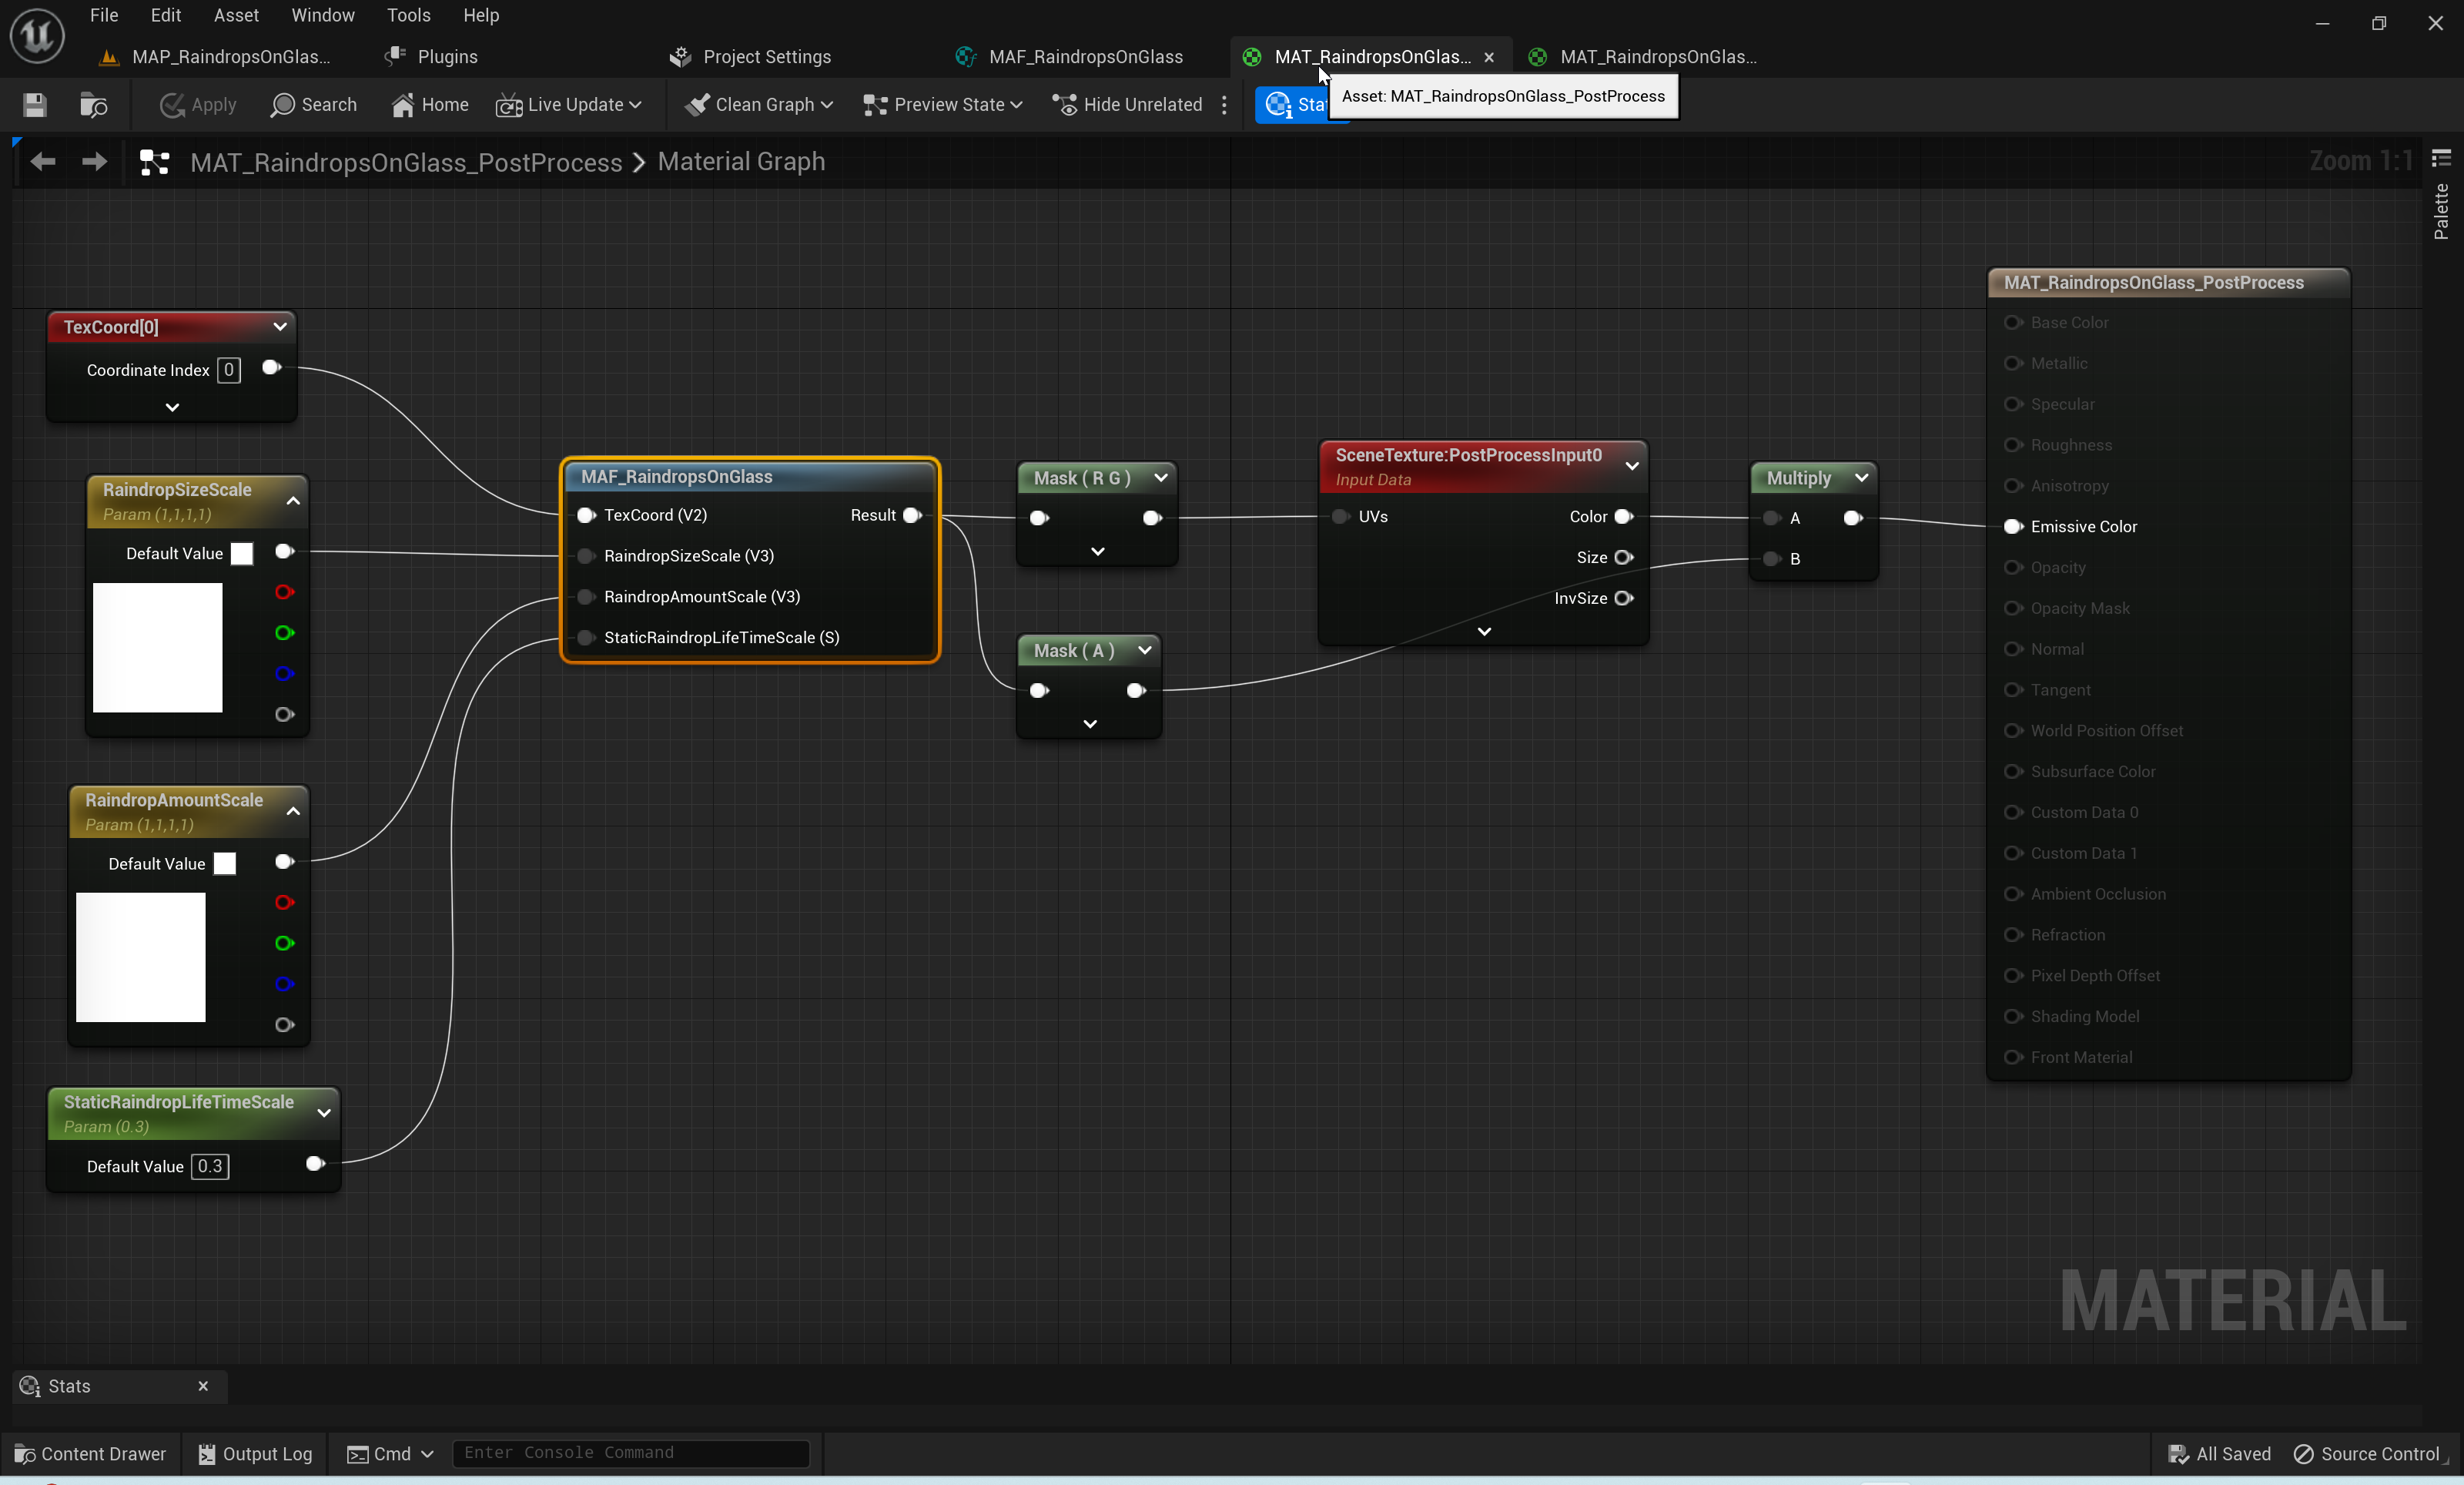 File Edit Asset Window Tools Help
MAP_RaindropsOnGlas... Plugins Project Settings MAF_RaindropsOnGlass MAT_RaindropsOnGlas... MAT_RaindropsOnGlas...
Apply Search Home Live Update Clean Graph Preview State Hide Unrelated Stat
Asset: MAT_RaindropsOnGlass_PostProcess
MAT_RaindropsOnGlass_PostProcess > Material Graph
Zoom 1:1
Palette
TexCoord[0]
Coordinate Index 0
RaindropSizeScale
Param (1,1,1,1)
Default Value
RaindropAmountScale
Param (1,1,1,1)
Default Value
StaticRaindropLifeTimeScale
Param (0.3)
Default Value 0.3
MAF_RaindropsOnGlass
TexCoord (V2) Result
RaindropSizeScale (V3)
RaindropAmountScale (V3)
StaticRaindropLifeTimeScale (S)
Mask ( R G )
Mask ( A )
SceneTexture:PostProcessInput0
Input Data
UVs Color
Size
InvSize
Multiply
A
B
MAT_RaindropsOnGlass_PostProcess
Base Color
Metallic
Specular
Roughness
Anisotropy
Emissive Color
Opacity
Opacity Mask
Normal
Tangent
World Position Offset
Subsurface Color
Custom Data 0
Custom Data 1
Ambient Occlusion
Refraction
Pixel Depth Offset
Shading Model
Front Material
MATERIAL
Stats
Content Drawer Output Log Cmd Enter Console Command All Saved Source Control